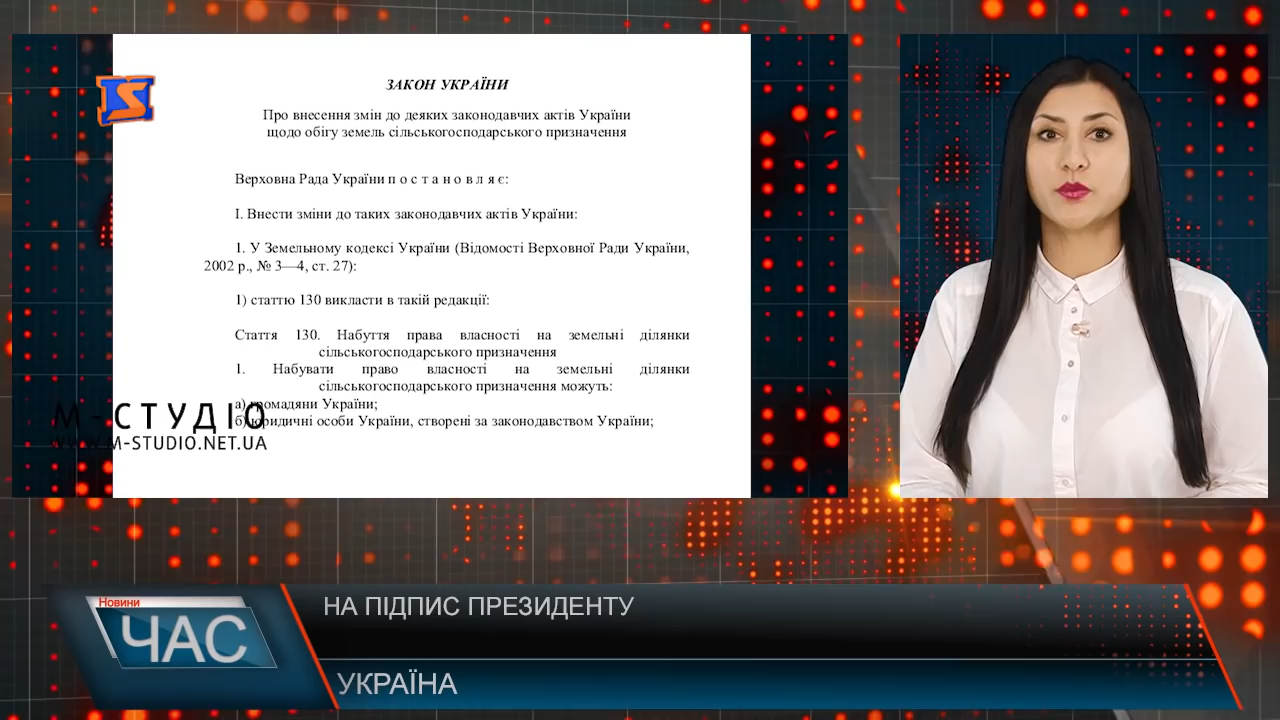 ЗАКОН УКРАЇНИ
Про внесення змін до деяких законодавчих актів України
щодо обігу земель сільськогосподарського призначення
Верховна Рада України п о с т а н о в л я є:
І. Внести зміни до таких законодавчих актів України:
1. У Земельному кодексі України (Відомості Верховної Ради України,
2002 р., № 3—4, ст. 27):
1) статтю 130 викласти в такій редакції:
Стаття 130. Набуття права власності на земельні ділянки
сільськогосподарського призначення
1. Набувати право власності на земельні ділянки
сільськогосподарського призначення можуть:
а) громадяни України;
б) юридичні особи України, створені за законодавством України;
М-СТУДІО
WWW.M-STUDIO.NET.UA
Новини
ЧАС
НА ПІДПИС ПРЕЗИДЕНТУ
УКРАЇНА